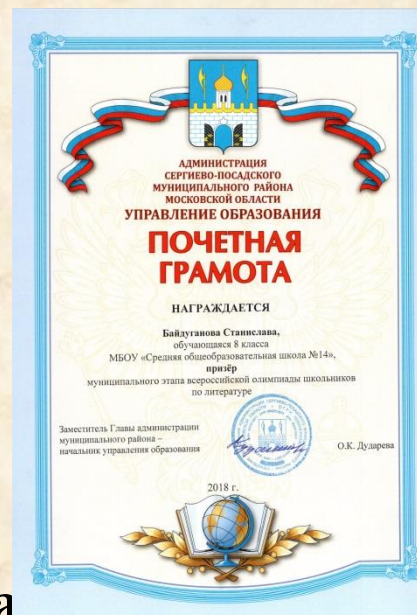 АДМИНИСТРАЦИЯ
СЕРГИЕВО-ПОСАДСКОГО
МУНИЦИПАЛЬНОГО РАЙОНА
МОСКОВСКОЙ ОБЛАСТИ
УПРАВЛЕНИЕ ОБРАЗОВАНИЯ
ПОЧЕТНАЯ
ГРАМОТА
НАГРАЖДАЕТСЯ
Байдуганова Станислава,
обучающаяся 8 класса
МБОУ «Средняя общеобразовательная школа №14»,
призёр
муниципального этапа всероссийской олимпиады школьников
по литературе
Заместитель Главы администрации
муниципального района –
начальник управления образования
О.К. Дударева
2018 г.
а